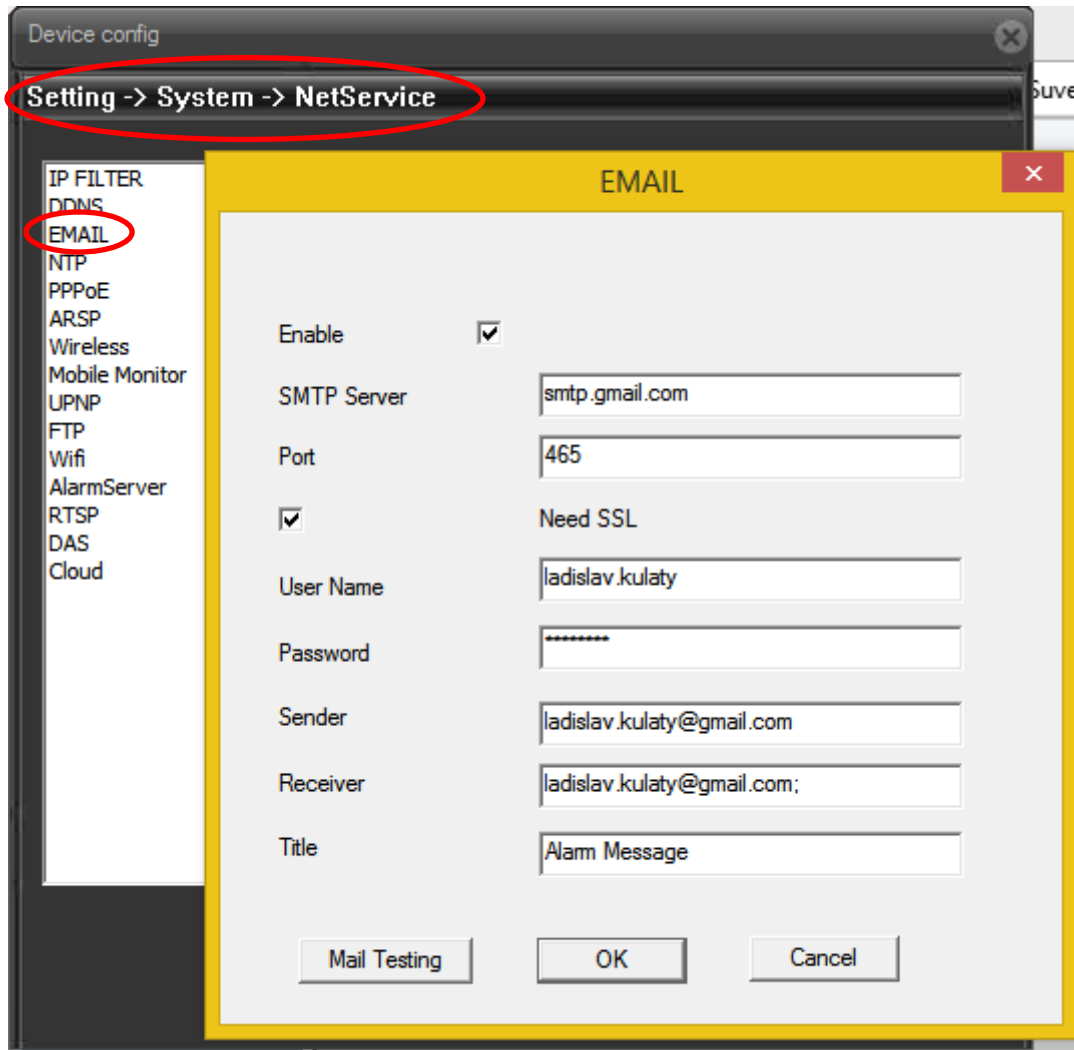 Device config
Setting -> System -> NetService
Suve
IP FILTER
DDNS
EMAIL
NTP
PPPoE
ARSP
Wireless
Mobile Monitor
UPNP
FTP
Wifi
AlarmServer
RTSP
DAS
Cloud
EMAIL
Enable
SMTP Server smtp.gmail.com
Port 465
Need SSL
User Name ladislav.kulaty
Password ********
Sender ladislav.kulaty@gmail.com
Receiver ladislav.kulaty@gmail.com;
Title Alarm Message
Mail Testing OK Cancel